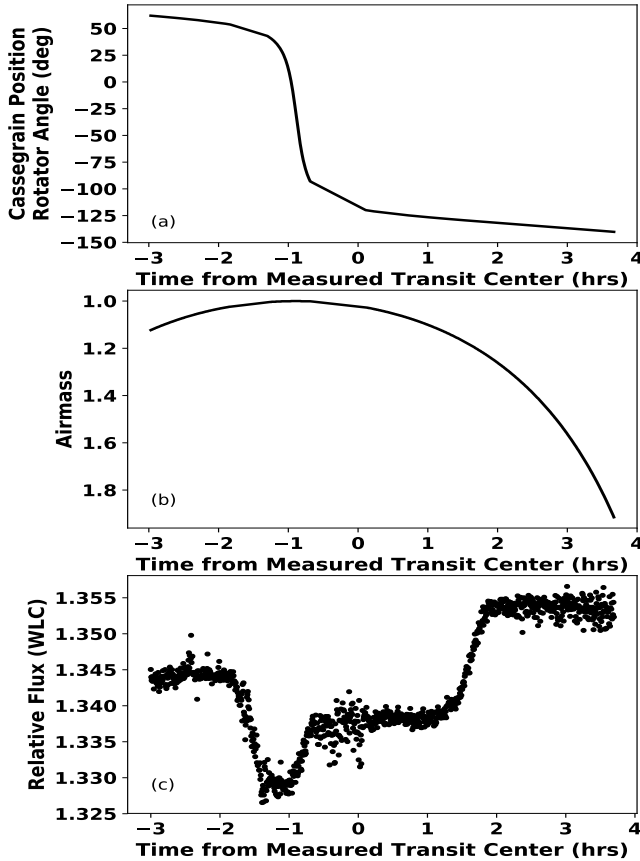 Cassegrain Position
Rotator Angle (deg)
50
25
0
−25
−50
−75
−100
−125
−150
(a)
−3 −2 −1 0 1 2 3 4
Time from Measured Transit Center (hrs)
Airmass
1.0
1.2
1.4
1.6
1.8
(b)
−3 −2 −1 0 1 2 3 4
Time from Measured Transit Center (hrs)
Relative Flux (WLC)
1.355
1.350
1.345
1.340
1.335
1.330
1.325
(c)
−3 −2 −1 0 1 2 3 4
Time from Measured Transit Center (hrs)